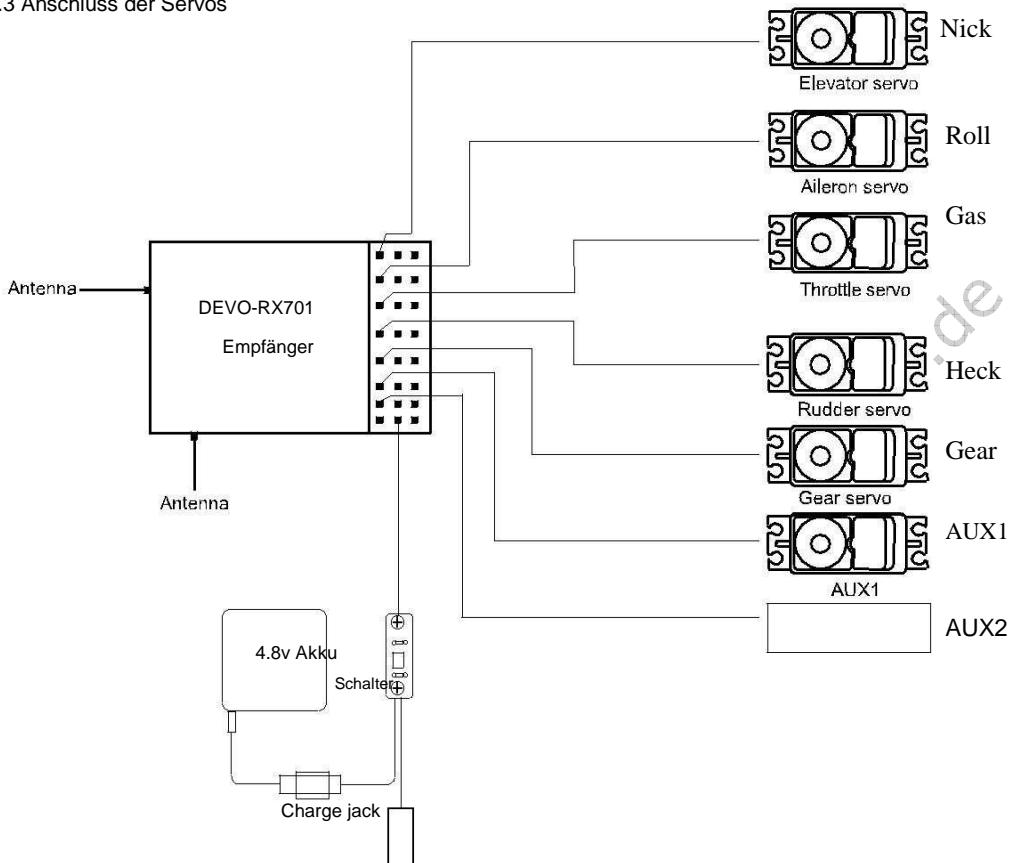 .3 Anschluss der Servos
Nick
Elevator servo
Roll
Aileron servo
Gas
Throttle servo
Antenna
DEVO-RX701
Empfänger
.de
Heck
Rudder servo
Gear
Gear servo
Antenna
AUX1
AUX1
AUX2
4.8v Akku
Schalter
Charge jack